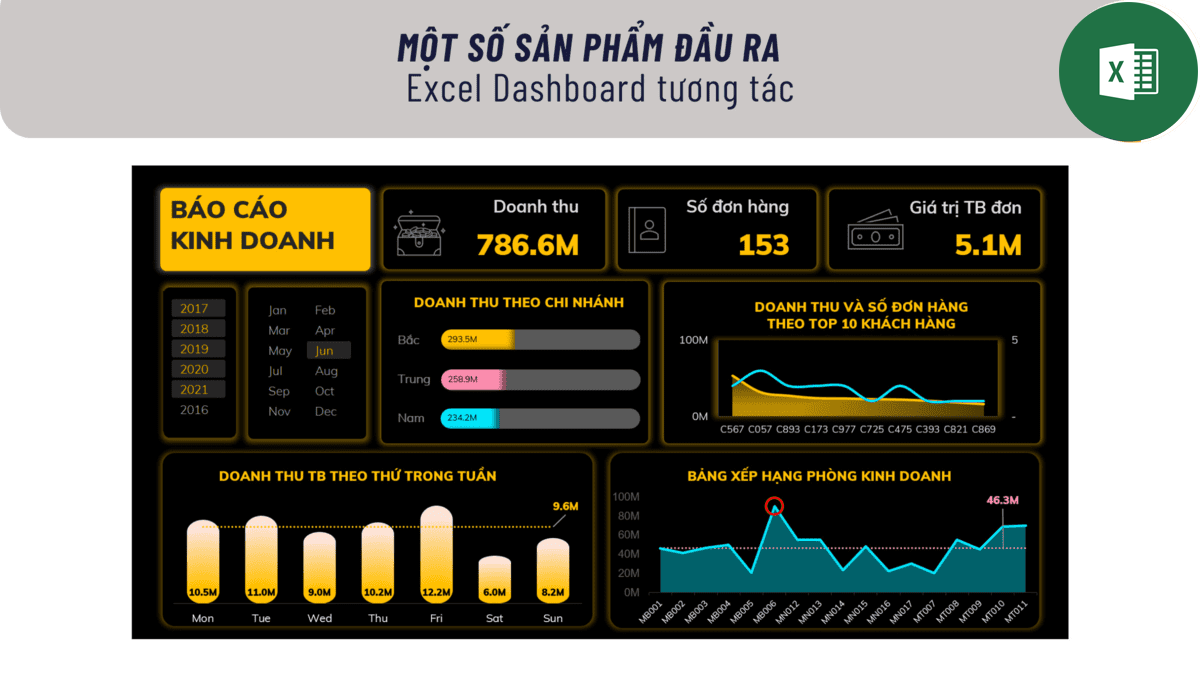 MỘT SỐ SẢN PHẨM ĐẦU RA
Excel Dashboard tương tác
X
BÁO CÁO
KINH DOANH
Doanh thu
786.6M
Số đơn hàng
153
Giá trị TB đơn
5.1M
2017
2018
2019
2020
2021
2016
Jan Feb
Mar Apr
May Jun
Jul Aug
Sep Oct
Nov Dec
DOANH THU THEO CHI NHÁNH
Bắc 293.5M
Trung 258.9M
Nam 234.2M
DOANH THU VÀ SỐ ĐƠN HÀNG
THEO TOP 10 KHÁCH HÀNG
100M 5
0M -
C567 C057 C893 C173 C977 C725 C475 C393 C821 C869
DOANH THU TB THEO THỨ TRONG TUẦN
9.6M
10.5M 11.0M 9.0M 10.2M 12.2M 6.0M 8.2M
Mon Tue Wed Thu Fri Sat Sun
BẢNG XẾP HẠNG PHÒNG KINH DOANH
46.3M
100M
80M
60M
40M
20M
0M
MB001 MB002 MB003 MB004 MB005 MB006 MN012 MN013 MN014 MN015 MN016 MN017 MT007 MT008 MT009 MT010 MT011